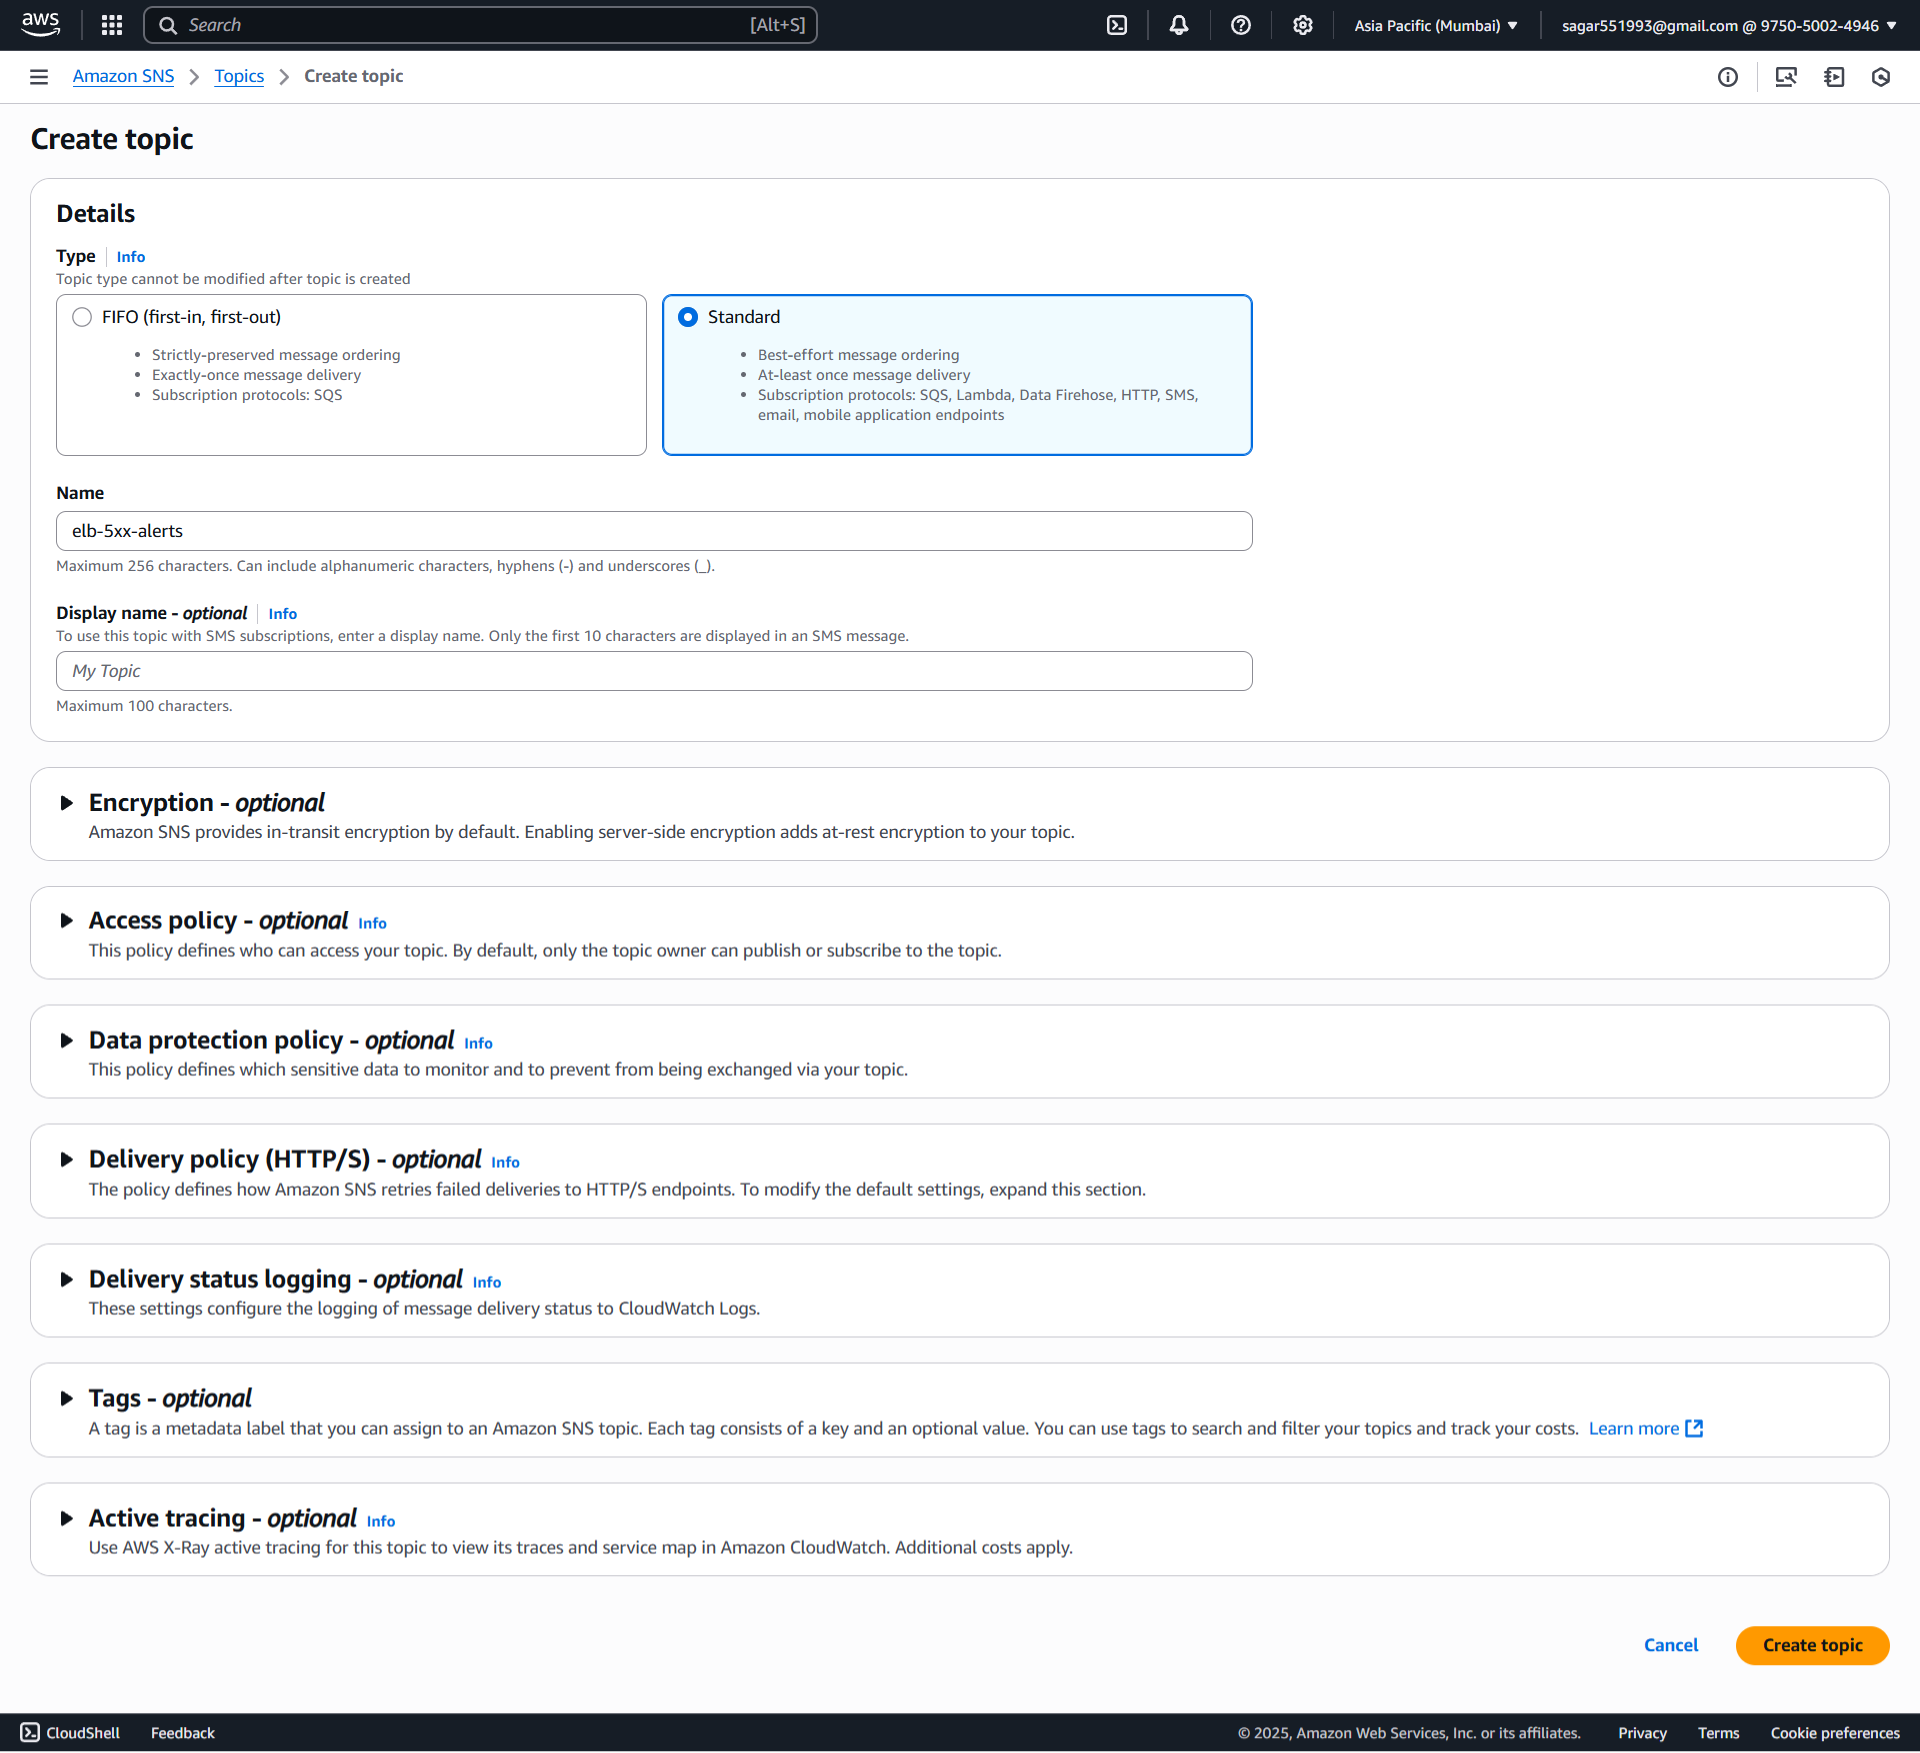 aws
Search
[Alt+S]
Asia Pacific (Mumbai)
sagar551993@gmail.com @ 9750-5002-4946
Amazon SNS
Topics
Create topic
Create topic
Details
Type
Info
Topic type cannot be modified after topic is created
FIFO (first-in, first-out)
• Strictly-preserved message ordering
• Exactly-once message delivery
• Subscription protocols: SQS
Standard
• Best-effort message ordering
• At-least once message delivery
• Subscription protocols: SQS, Lambda, Data Firehose, HTTP, SMS,
email, mobile application endpoints
Name
elb-5xx-alerts
Maximum 256 characters. Can include alphanumeric characters, hyphens (-) and underscores (_).
Display name - optional
Info
To use this topic with SMS subscriptions, enter a display name. Only the first 10 characters are displayed in an SMS message.
My Topic
Maximum 100 characters.
Encryption - optional
Amazon SNS provides in-transit encryption by default. Enabling server-side encryption adds at-rest encryption to your topic.
Access policy - optional Info
This policy defines who can access your topic. By default, only the topic owner can publish or subscribe to the topic.
Data protection policy - optional Info
This policy defines which sensitive data to monitor and to prevent from being exchanged via your topic.
Delivery policy (HTTP/S) - optional Info
The policy defines how Amazon SNS retries failed deliveries to HTTP/S endpoints. To modify the default settings, expand this section.
Delivery status logging - optional Info
These settings configure the logging of message delivery status to CloudWatch Logs.
Tags - optional
A tag is a metadata label that you can assign to an Amazon SNS topic. Each tag consists of a key and an optional value. You can use tags to search and filter your topics and track your costs. Learn more
Active tracing - optional Info
Use AWS X-Ray active tracing for this topic to view its traces and service map in Amazon CloudWatch. Additional costs apply.
Cancel
Create topic
CloudShell
Feedback
© 2025, Amazon Web Services, Inc. or its affiliates.
Privacy
Terms
Cookie preferences